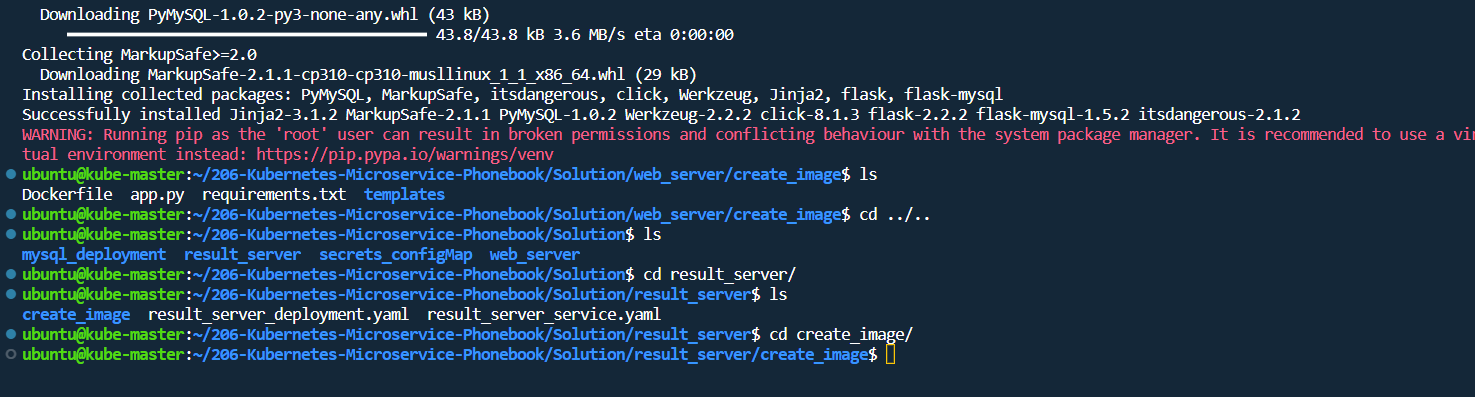 Downloading PyMySQL-1.0.2-py3-none-any.whl (43 kB)
43.8/43.8 kB 3.6 MB/s eta 0:00:00
Collecting MarkupSafe>=2.0
Downloading MarkupSafe-2.1.1-cp310-cp310-musllinux_1_1_x86_64.whl (29 kB)
Installing collected packages: PyMySQL, MarkupSafe, itsdangerous, click, Werkzeug, Jinja2, flask, flask-mysql
Successfully installed Jinja2-3.1.2 MarkupSafe-2.1.1 PyMySQL-1.0.2 Werkzeug-2.2.2 click-8.1.3 flask-2.2.2 flask-mysql-1.5.2 itsdangerous-2.1.2
WARNING: Running pip as the 'root' user can result in broken permissions and conflicting behaviour with the system package manager. It is recommended to use a vir
tual environment instead: https://pip.pypa.io/warnings/venv
ubuntu@kube-master:~/206-Kubernetes-Microservice-Phonebook/Solution/web_server/create_image$ ls
Dockerfile  app.py  requirements.txt  templates
ubuntu@kube-master:~/206-Kubernetes-Microservice-Phonebook/Solution/web_server/create_image$ cd ../..
ubuntu@kube-master:~/206-Kubernetes-Microservice-Phonebook/Solution$ ls
mysql_deployment  result_server  secrets_configMap  web_server
ubuntu@kube-master:~/206-Kubernetes-Microservice-Phonebook/Solution$ cd result_server/
ubuntu@kube-master:~/206-Kubernetes-Microservice-Phonebook/Solution/result_server$ ls
create_image  result_server_deployment.yaml  result_server_service.yaml
ubuntu@kube-master:~/206-Kubernetes-Microservice-Phonebook/Solution/result_server$ cd create_image/
ubuntu@kube-master:~/206-Kubernetes-Microservice-Phonebook/Solution/result_server/create_image$